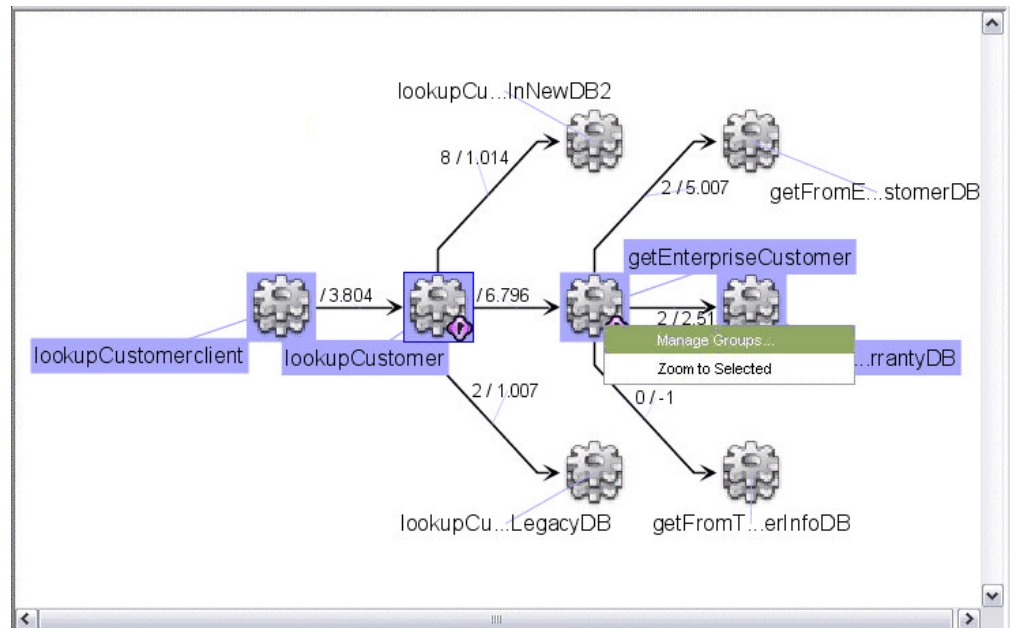 lookupCu...InNewDB2
8 / 1.014
2 / 5.007
getFromE...stomerDB
getEnterpriseCustomer
/ 3.804
/ 6.796
2 / 2.51
lookupCustomerclient
lookupCustomer
P
Manage Groups...
Zoom to Selected
...rrantyDB
2 / 1.007
0 / -1
lookupCu...LegacyDB
getFromT...erInfoDB